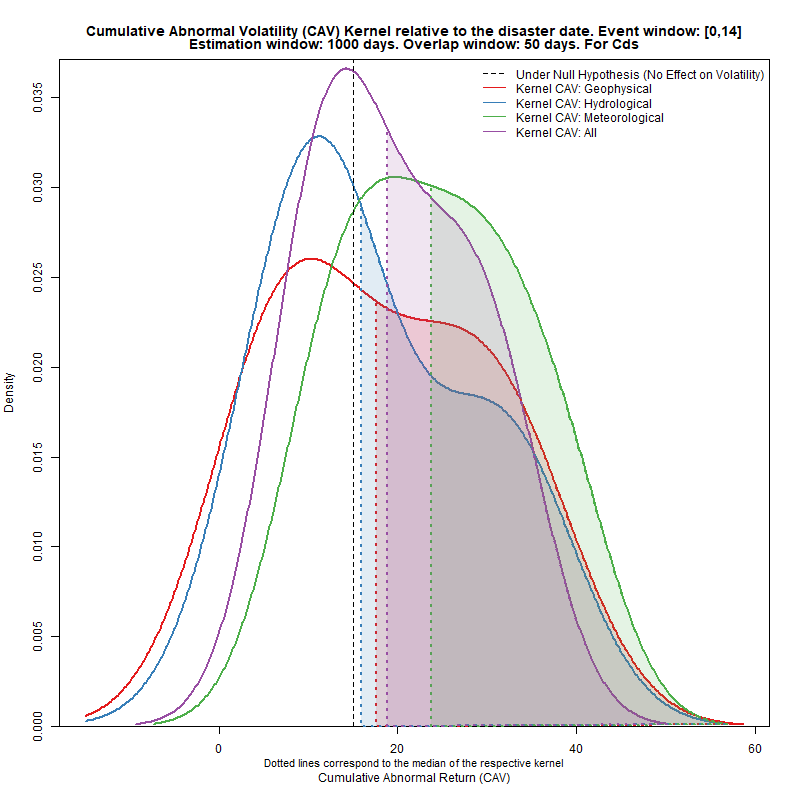 Cumulative Abnormal Volatility (CAV) Kernel relative to the disaster date. Event window: [0,14]
Estimation window: 1000 days. Overlap window: 50 days. For Cds
Under Null Hypothesis (No Effect on Volatility)
Kernel CAV: Geophysical
Kernel CAV: Hydrological
Kernel CAV: Meteorological
Kernel CAV: All
Density
0.035
0.030
0.025
0.020
0.015
0.010
0.005
0.000
0
20
40
60
Dotted lines correspond to the median of the respective kernel
Cumulative Abnormal Return (CAV)